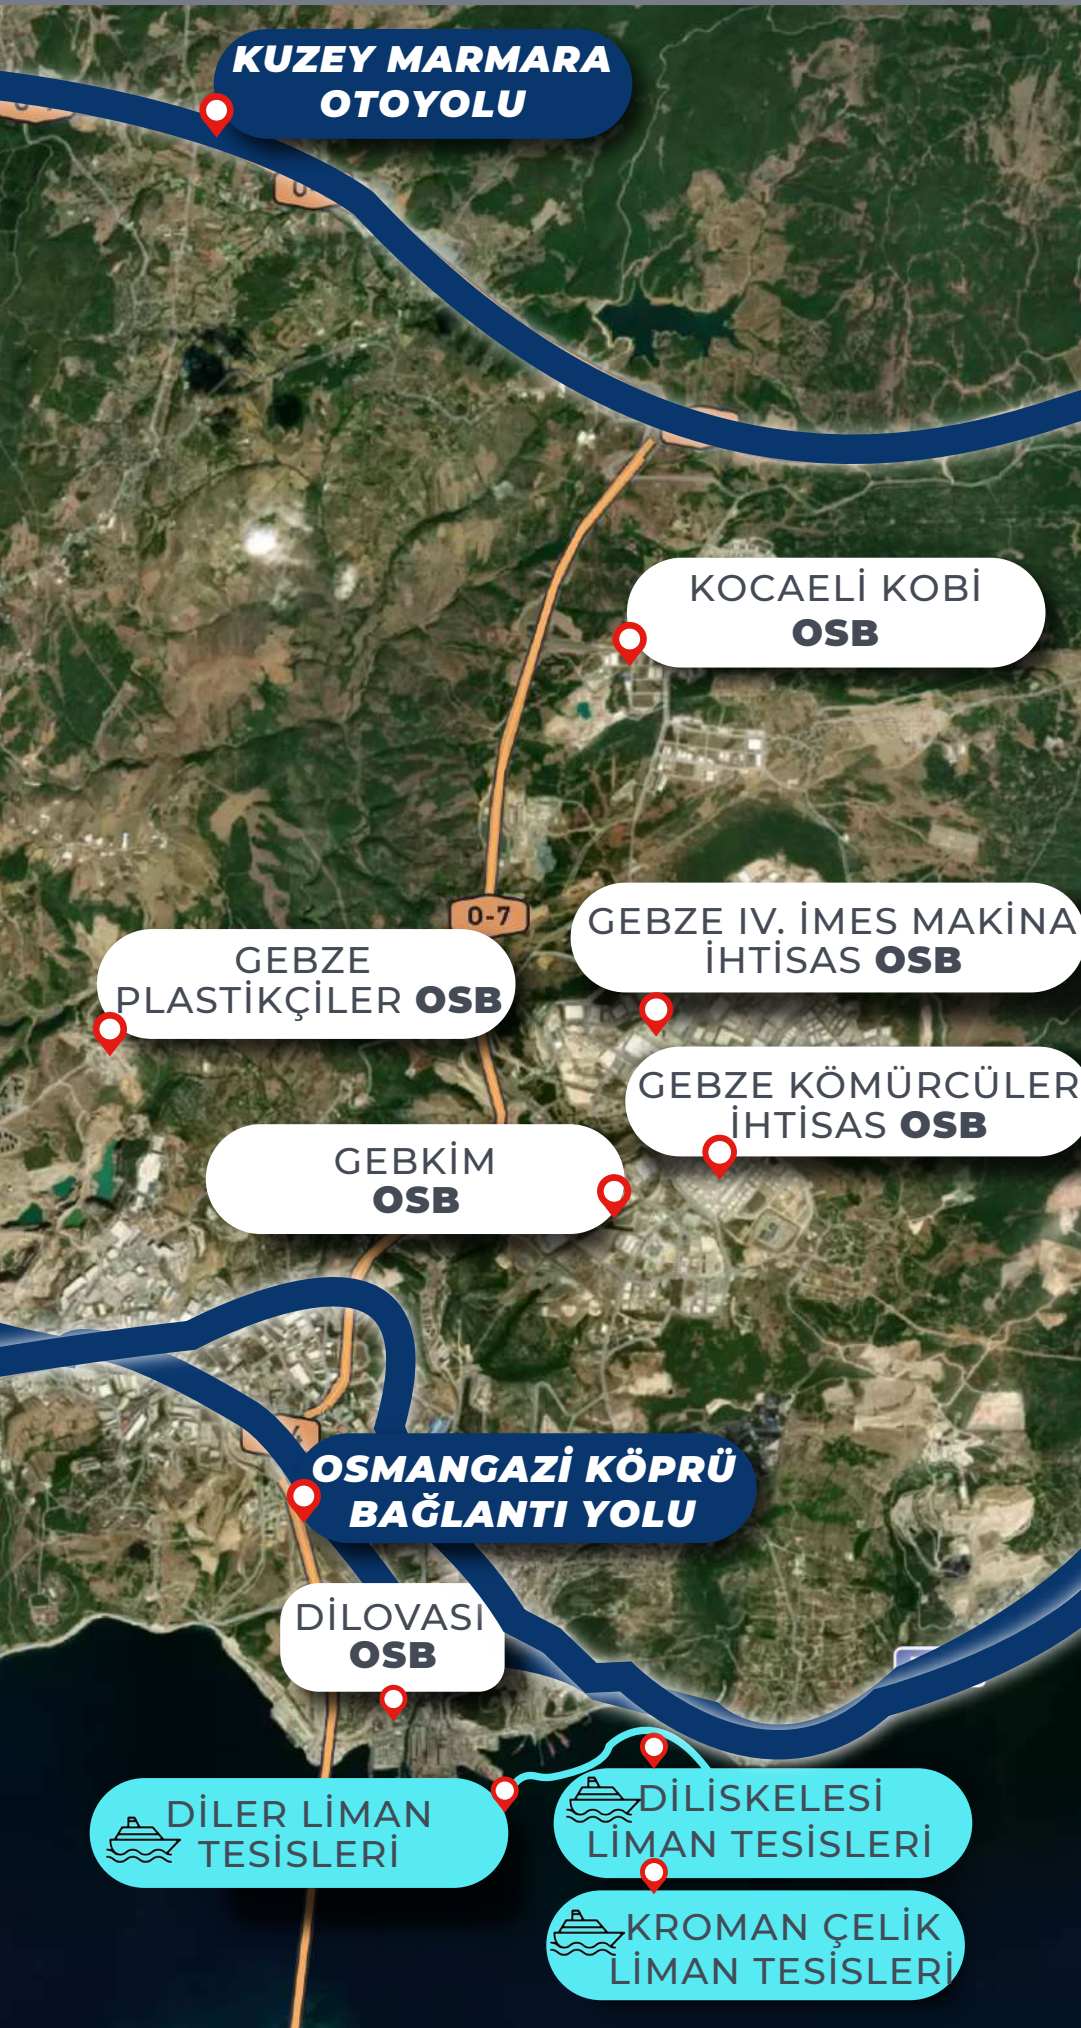 KUZEY MARMARA
OTOYOLU
KOCAELİ KOBİ
OSB
O-7
GEBZE IV. İMES MAKİNA
İHTİSAS OSB
GEBZE
PLASTİKÇİLER OSB
GEBZE KÖMÜRCÜLER
İHTİSAS OSB
GEBKİM
OSB
OSMANGAZİ KÖPRÜ
BAĞLANTI YOLU
DİLOVASI
OSB
DİLER LİMAN
TESİSLERİ
DİLİSKELESİ
LİMAN TESİSLERİ
KROMAN ÇELİK
LİMAN TESİSLERİ